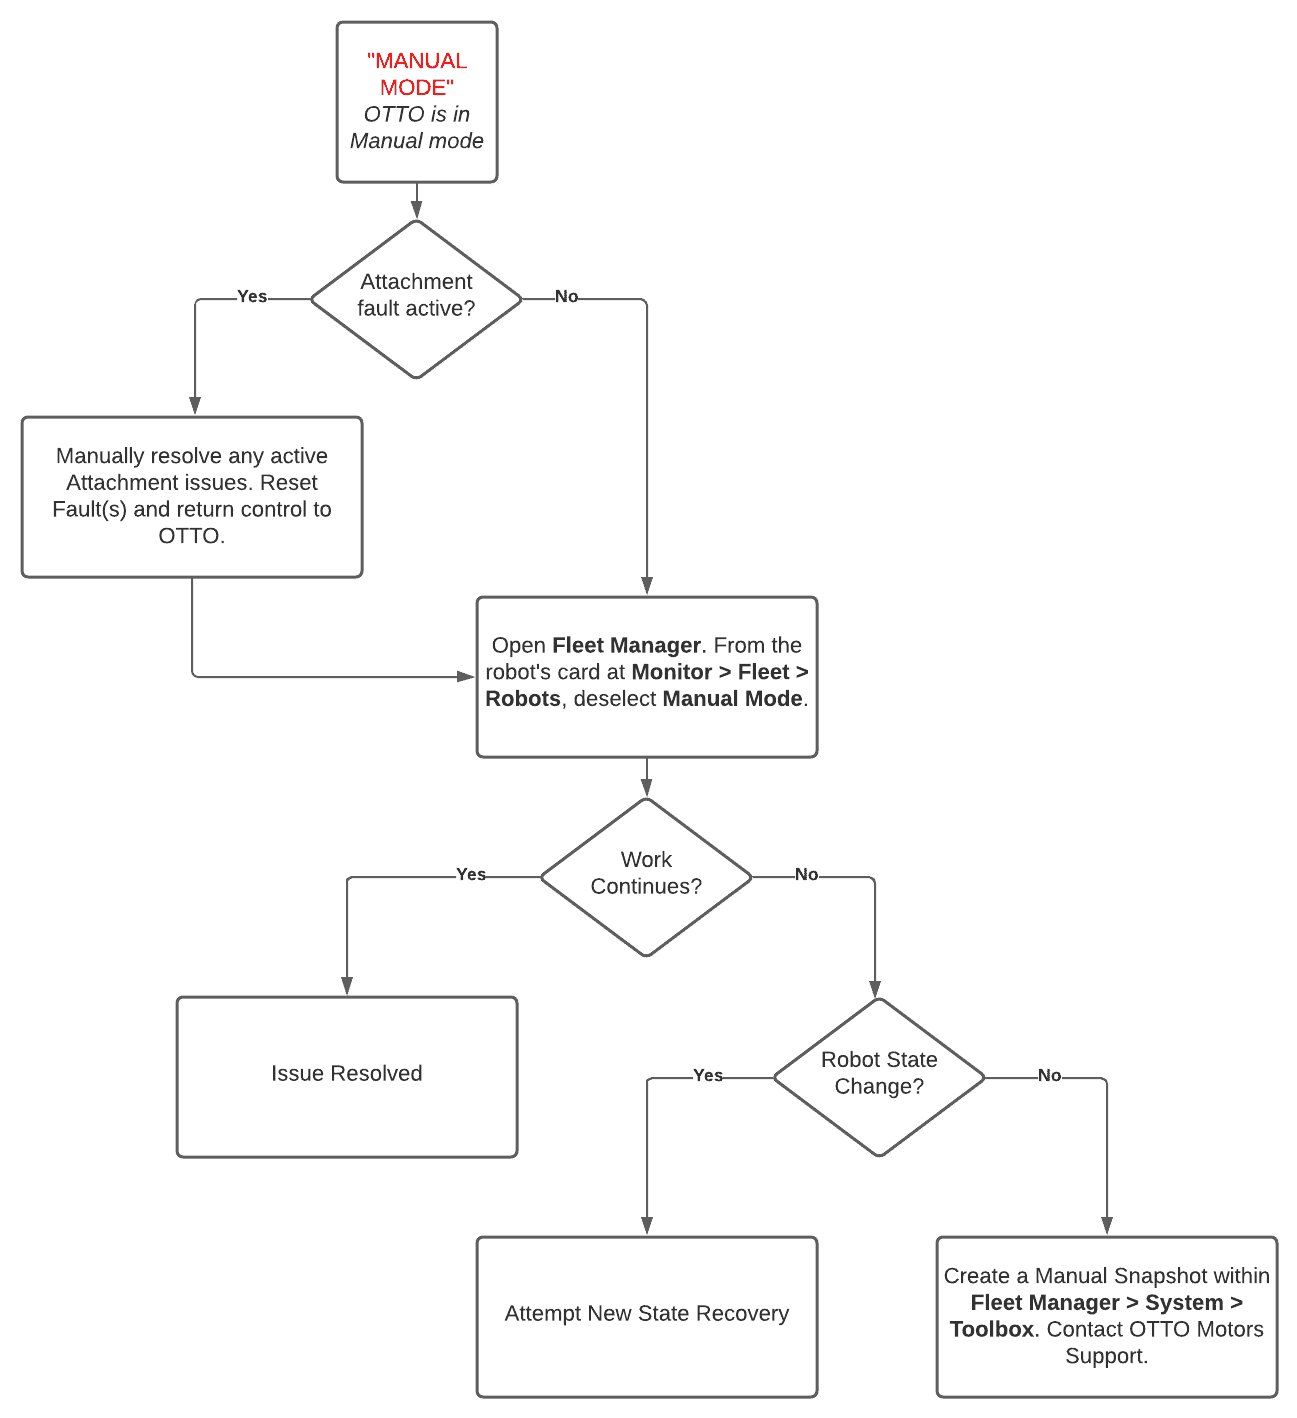 "MANUAL
MODE"
OTTO is in
Manual mode
Attachment
fault active?
Yes
No
Manually resolve any active
Attachment issues. Reset
Fault(s) and return control to
OTTO.
Open Fleet Manager. From the
robot's card at Monitor > Fleet >
Robots, deselect Manual Mode.
Work
Continues?
Yes
No
Issue Resolved
Robot State
Change?
Yes
No
Attempt New State Recovery
Create a Manual Snapshot within
Fleet Manager > System >
Toolbox. Contact OTTO Motors
Support.